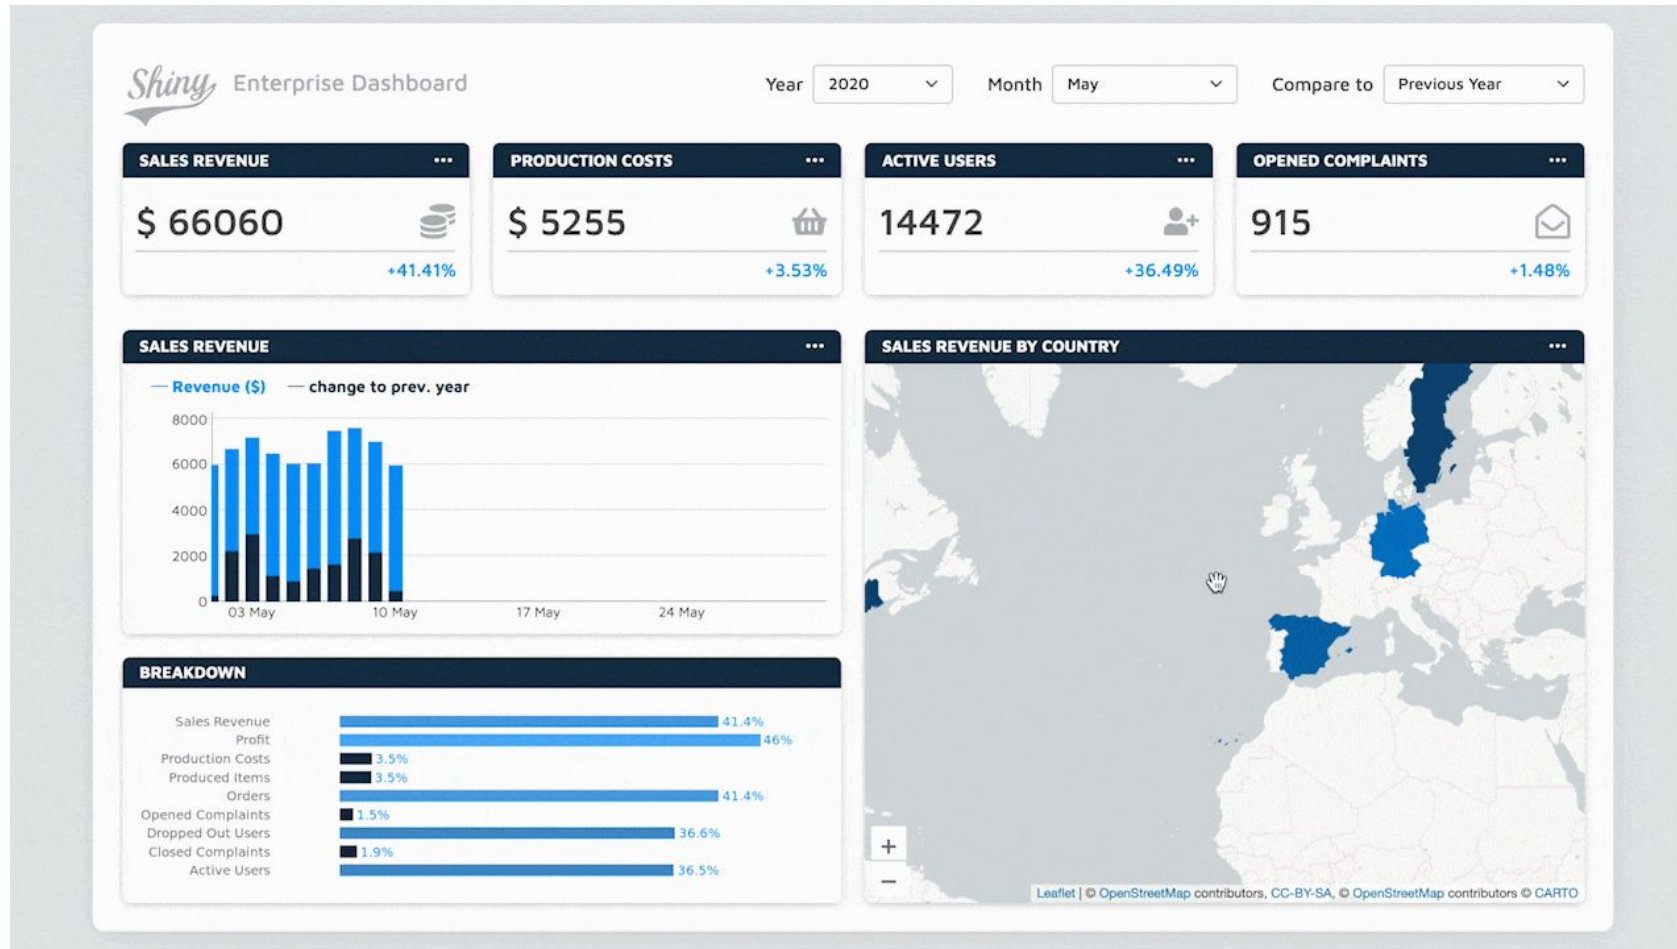 Shiny Enterprise Dashboard
Year 2020 Month May Compare to Previous Year
SALES REVENUE
$ 66060
+41.41%
PRODUCTION COSTS
$ 5255
+3.53%
ACTIVE USERS
14472
+36.49%
OPENED COMPLAINTS
915
+1.48%
SALES REVENUE
Revenue ($) change to prev. year
8000
6000
4000
2000
0
03 May 10 May 17 May 24 May
BREAKDOWN
Sales Revenue 41.4%
Profit 46%
Production Costs 3.5%
Produced Items 3.5%
Orders 41.4%
Opened Complaints 1.5%
Dropped Out Users 36.6%
Closed Complaints 1.9%
Active Users 36.5%
SALES REVENUE BY COUNTRY
+
−
Leaflet | © OpenStreetMap contributors, CC-BY-SA, © OpenStreetMap contributors © CARTO